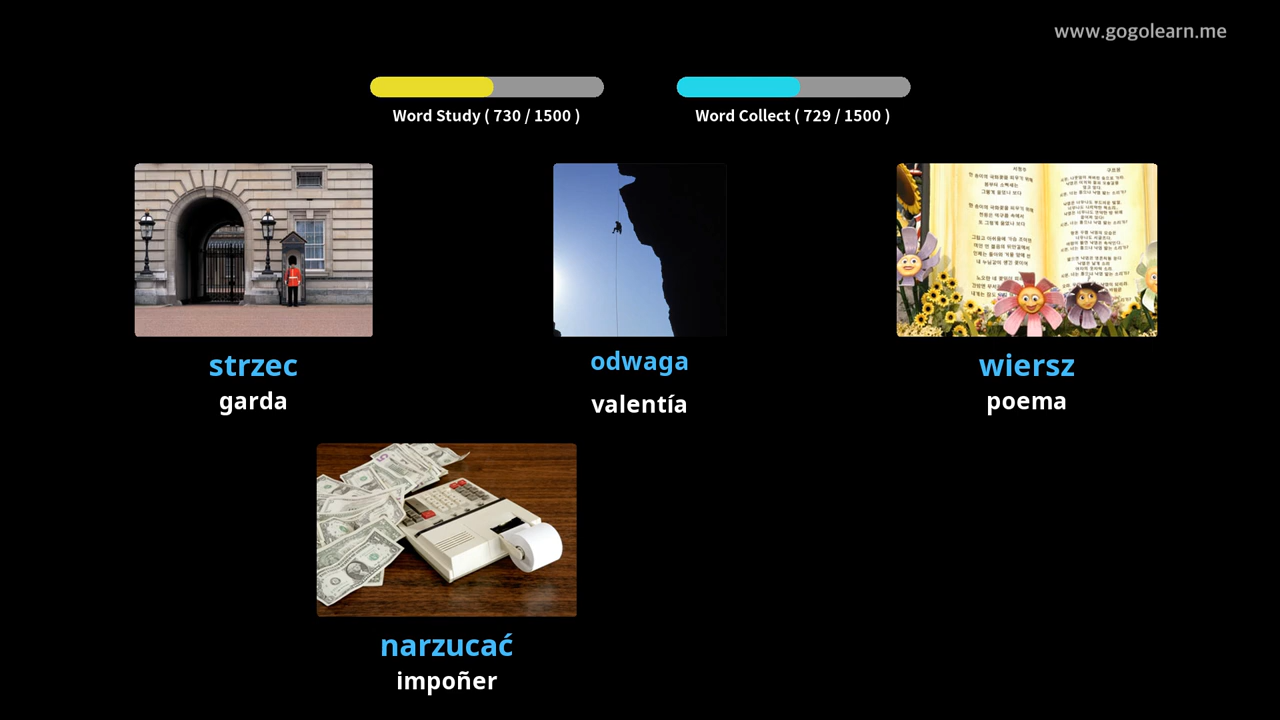 www.gogolearn.me
Word Study ( 730 / 1500 )
Word Collect ( 729 / 1500 )
strzec
garda
odwaga
valentía
wiersz
poema
narzucać
impoñer